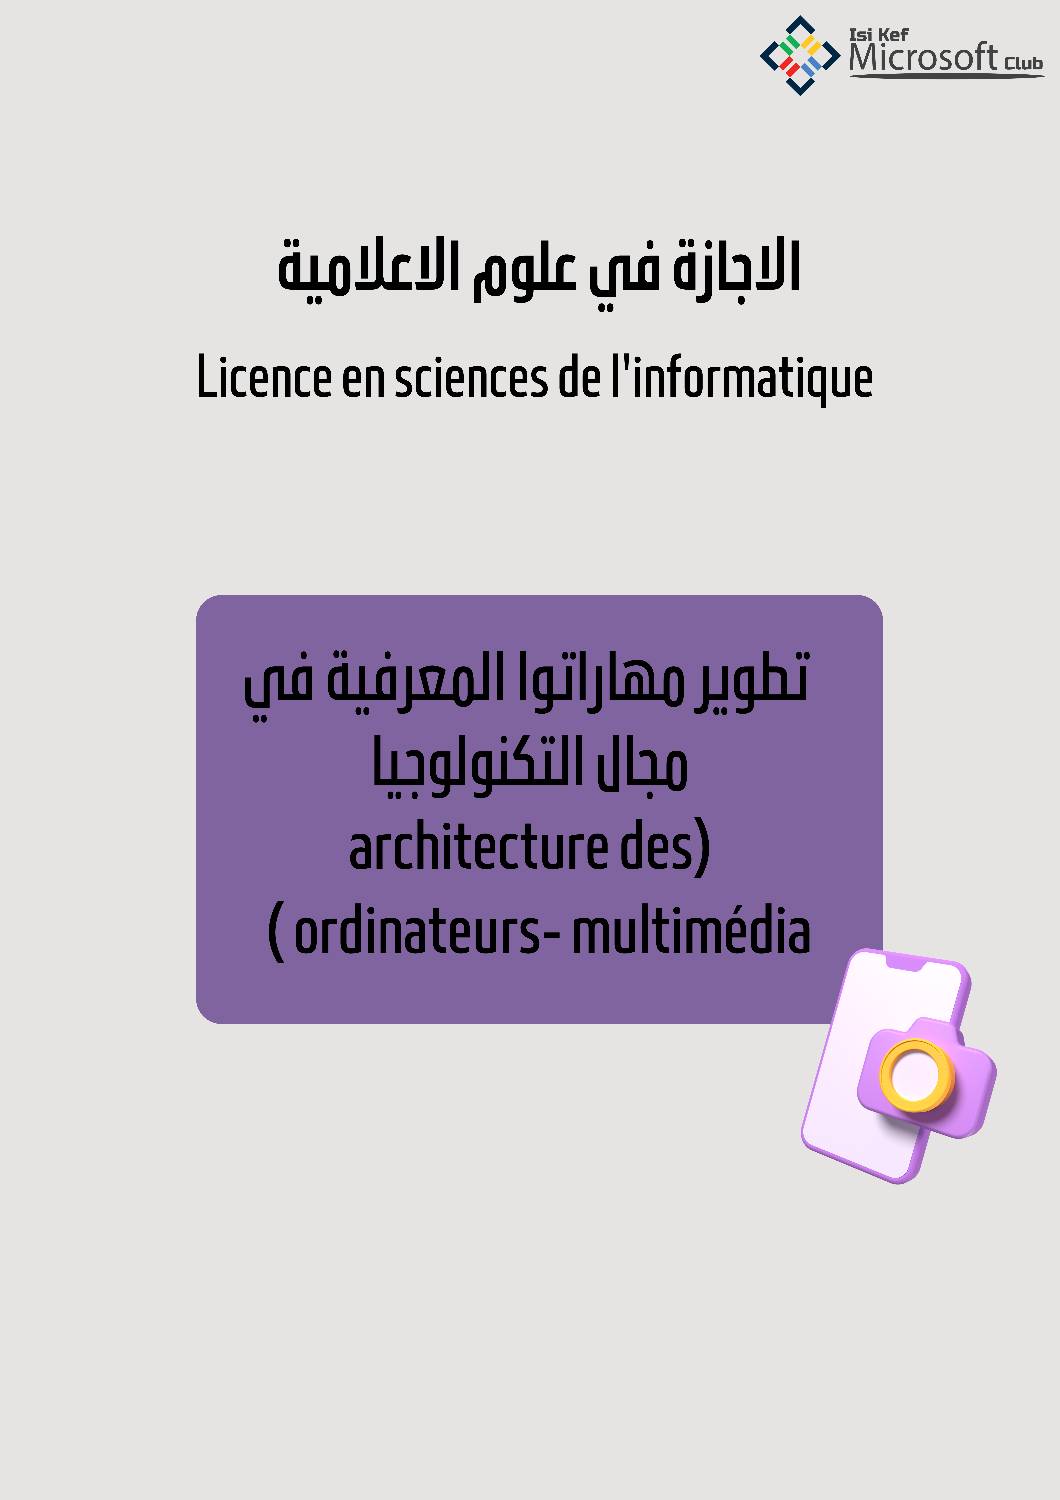 Isi Kef
Microsoft Club
الاجازة في علوم الاعلامية
Licence en sciences de l'informatique
تطوير مهاراتوا المعرفية في
مجال التكنولوجيا
architecture des)
( ordinateurs- multimédia